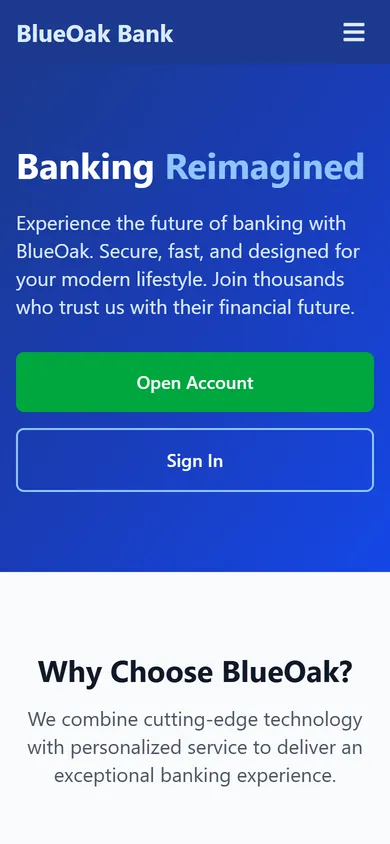 BlueOak Bank
Banking Reimagined
Experience the future of banking with
BlueOak. Secure, fast, and designed for
your modern lifestyle. Join thousands
who trust us with their financial future.
Open Account
Sign In
Why Choose BlueOak?
We combine cutting-edge technology
with personalized service to deliver an
exceptional banking experience.